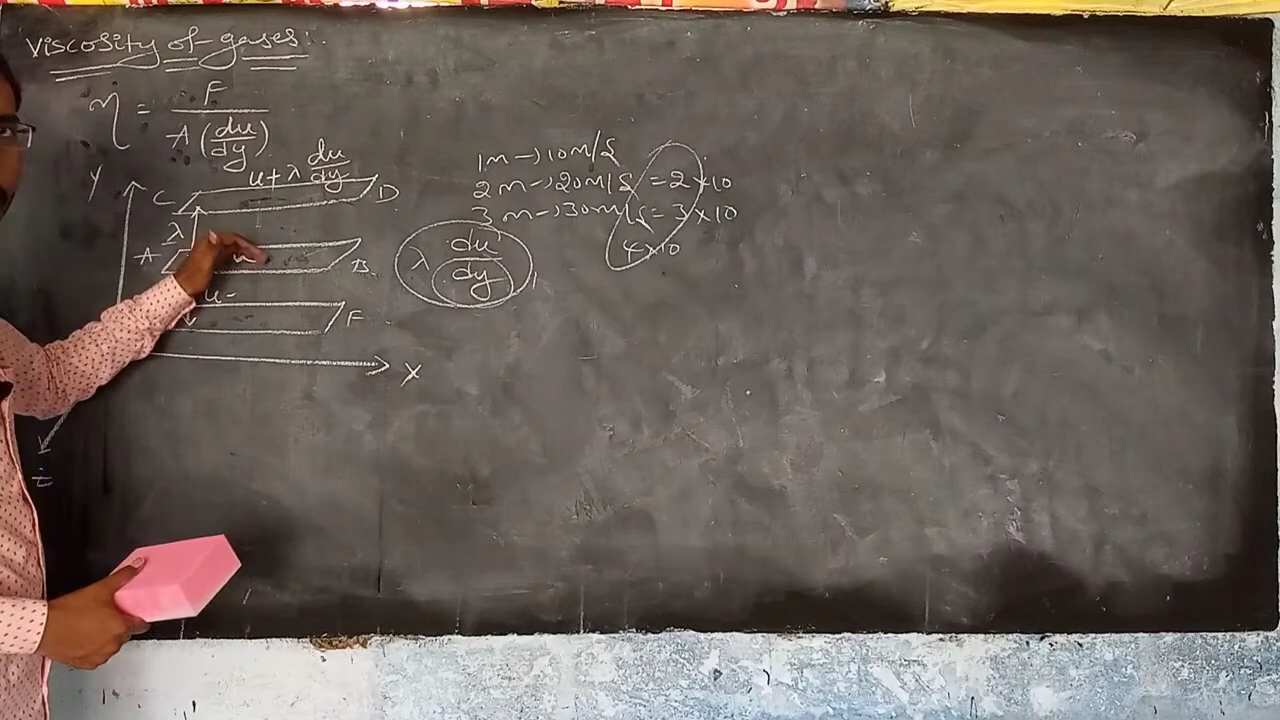 Viscosity of gases:
η = F / A (du/dy)
Y
u + λ du/dy
C
D
λ
A
u
B
u -
F
X
z
1m → 10m/s
2m → 20m/s = 2 × 10
3m → 30m/s = 3 × 10
4 × 10
λ du/dy